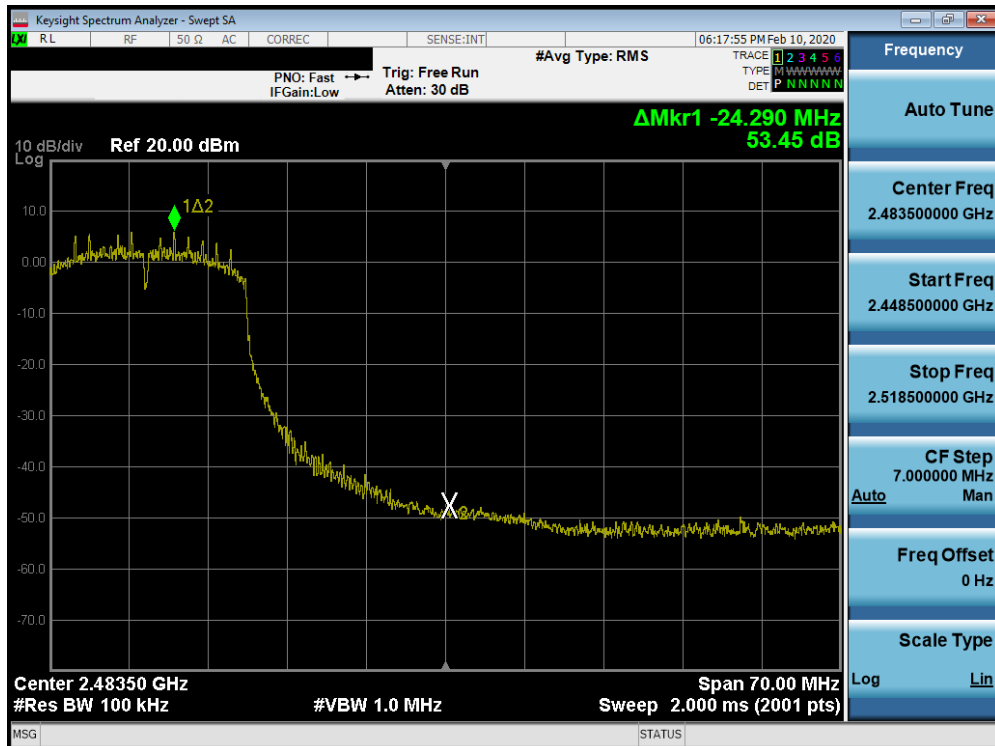 Keysight Spectrum Analyzer - Swept SA
LXI RL RF 50 Ω AC CORREC SENSE:INT 06:17:55 PM Feb 10, 2020
#Avg Type: RMS
TRACE 1 2 3 4 5 6
TYPE M WWWWW
DET P N N N N N
PNO: Fast Trig: Free Run
IFGain:Low Atten: 30 dB
ΔMkr1 -24.290 MHz
53.45 dB
10 dB/div Ref 20.00 dBm
Log
1Δ2
10.0
0.00
-10.0
-20.0
-30.0
-40.0
-50.0
-60.0
-70.0
X
Center 2.48350 GHz Span 70.00 MHz
#Res BW 100 kHz #VBW 1.0 MHz Sweep 2.000 ms (2001 pts)
MSG STATUS
Frequency
Auto Tune
Center Freq
2.483500000 GHz
Start Freq
2.448500000 GHz
Stop Freq
2.518500000 GHz
CF Step
7.000000 MHz
Auto Man
Freq Offset
0 Hz
Scale Type
Log Lin